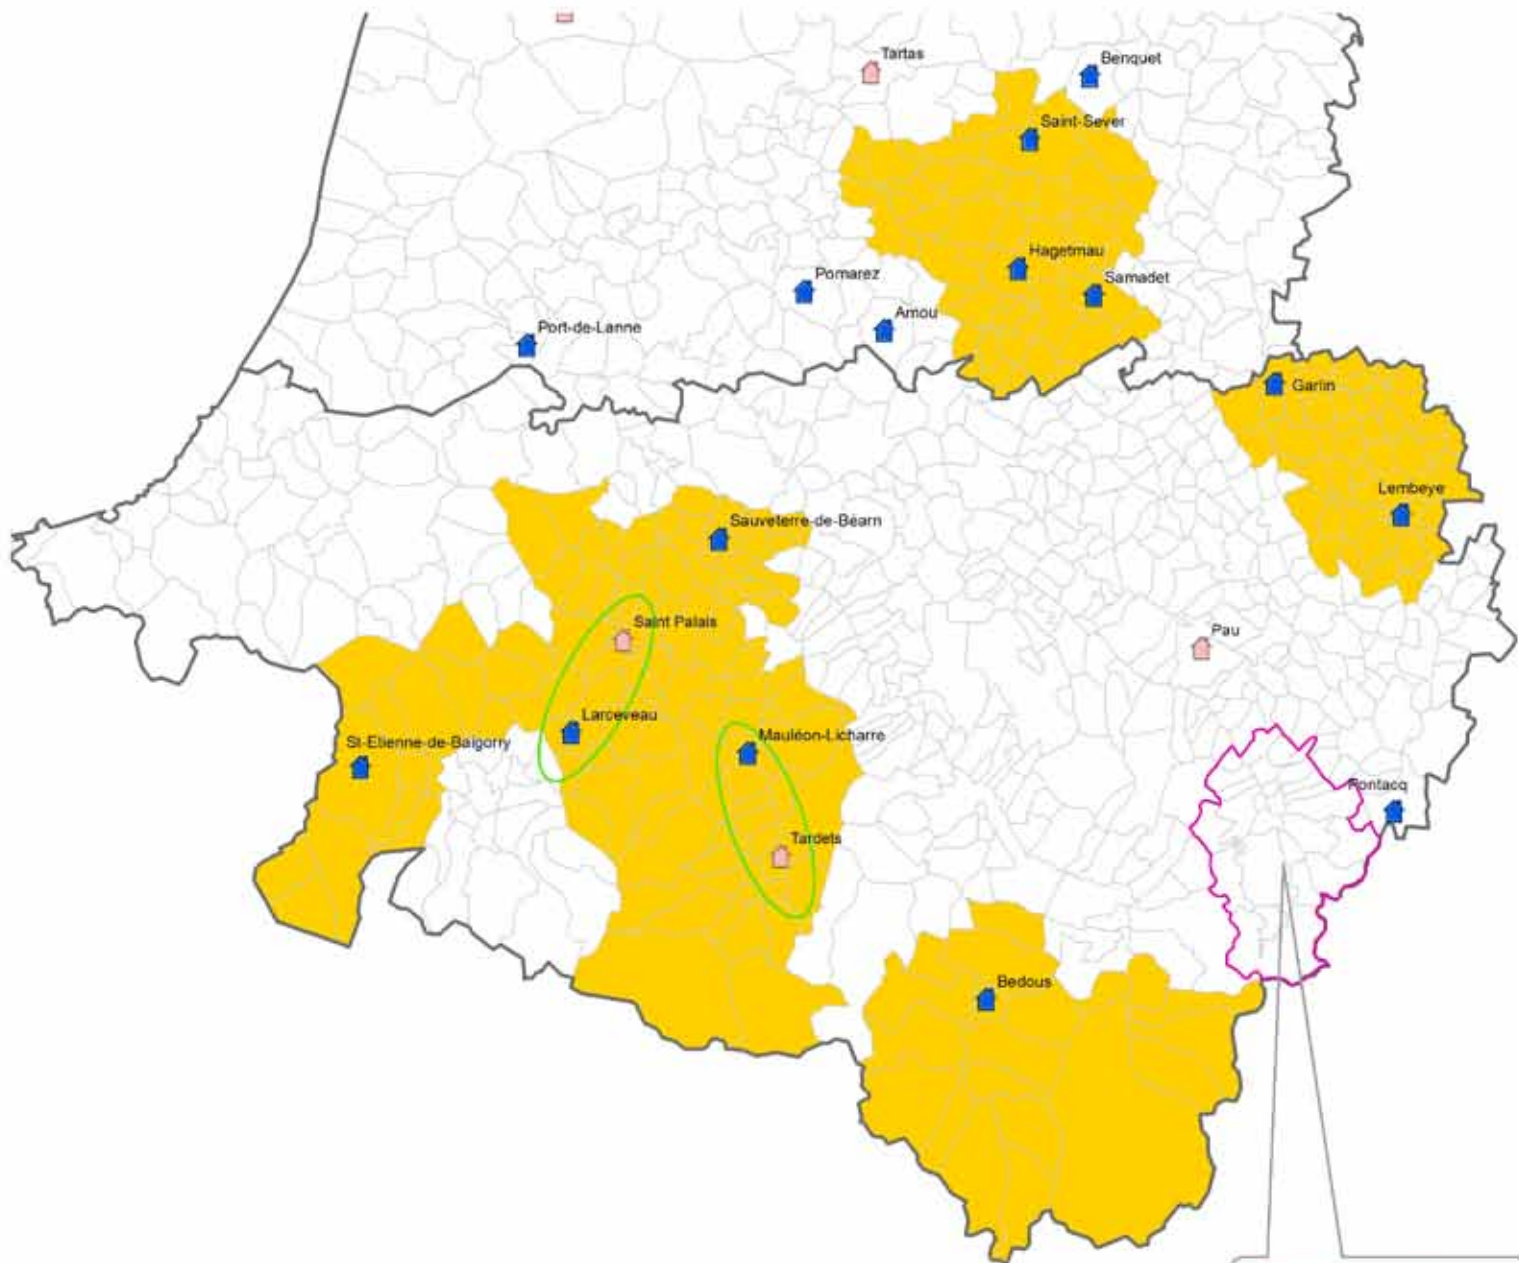 Tartas
Benquet
Saint-Sever
Hagetmau
Pomarez
Samadet
Amou
Port-de-Lanne
Garlin
Lembeye
Sauveterre-de-Béarn
Saint Palais
Pau
Larceveau
Mauléon-Licharre
St-Etienne-de-Baigorry
Pontacq
Tardets
Bedous